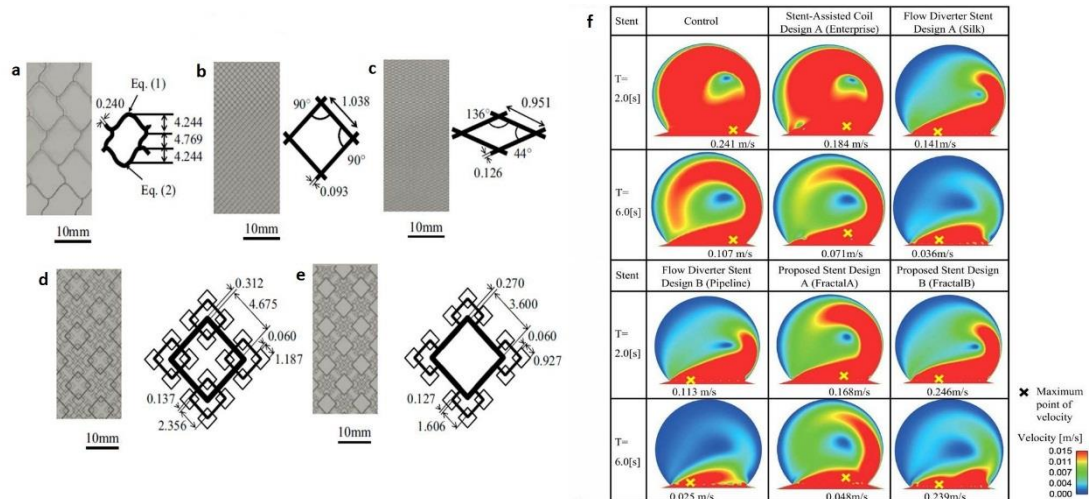 a
Eq. (1)
0.240
4.244
4.769
4.244
Eq. (2)
10mm
b
90°
1.038
90°
0.093
10mm
c
136°
0.951
44°
0.126
10mm
d
0.312
4.675
0.060
1.187
0.137
2.356
10mm
e
0.270
3.600
0.060
0.927
0.127
1.606
10mm
f
Stent
Control
Stent-Assisted Coil
Design A (Enterprise)
Flow Diverter Stent
Design A (Silk)
T=
2.0[s]
0.241 m/s
0.184 m/s
0.141m/s
T=
6.0[s]
0.107 m/s
0.071m/s
0.036m/s
Stent
Flow Diverter Stent
Design B (Pipeline)
Proposed Stent Design
A (FractalA)
Proposed Stent Design
B (FractalB)
T=
2.0[s]
0.113 m/s
0.168m/s
0.246m/s
T=
6.0[s]
0.025 m/s
0.048m/s
0.239m/s
Maximum
point of
velocity
Velocity [m/s]
0.015
0.011
0.007
0.004
0.000